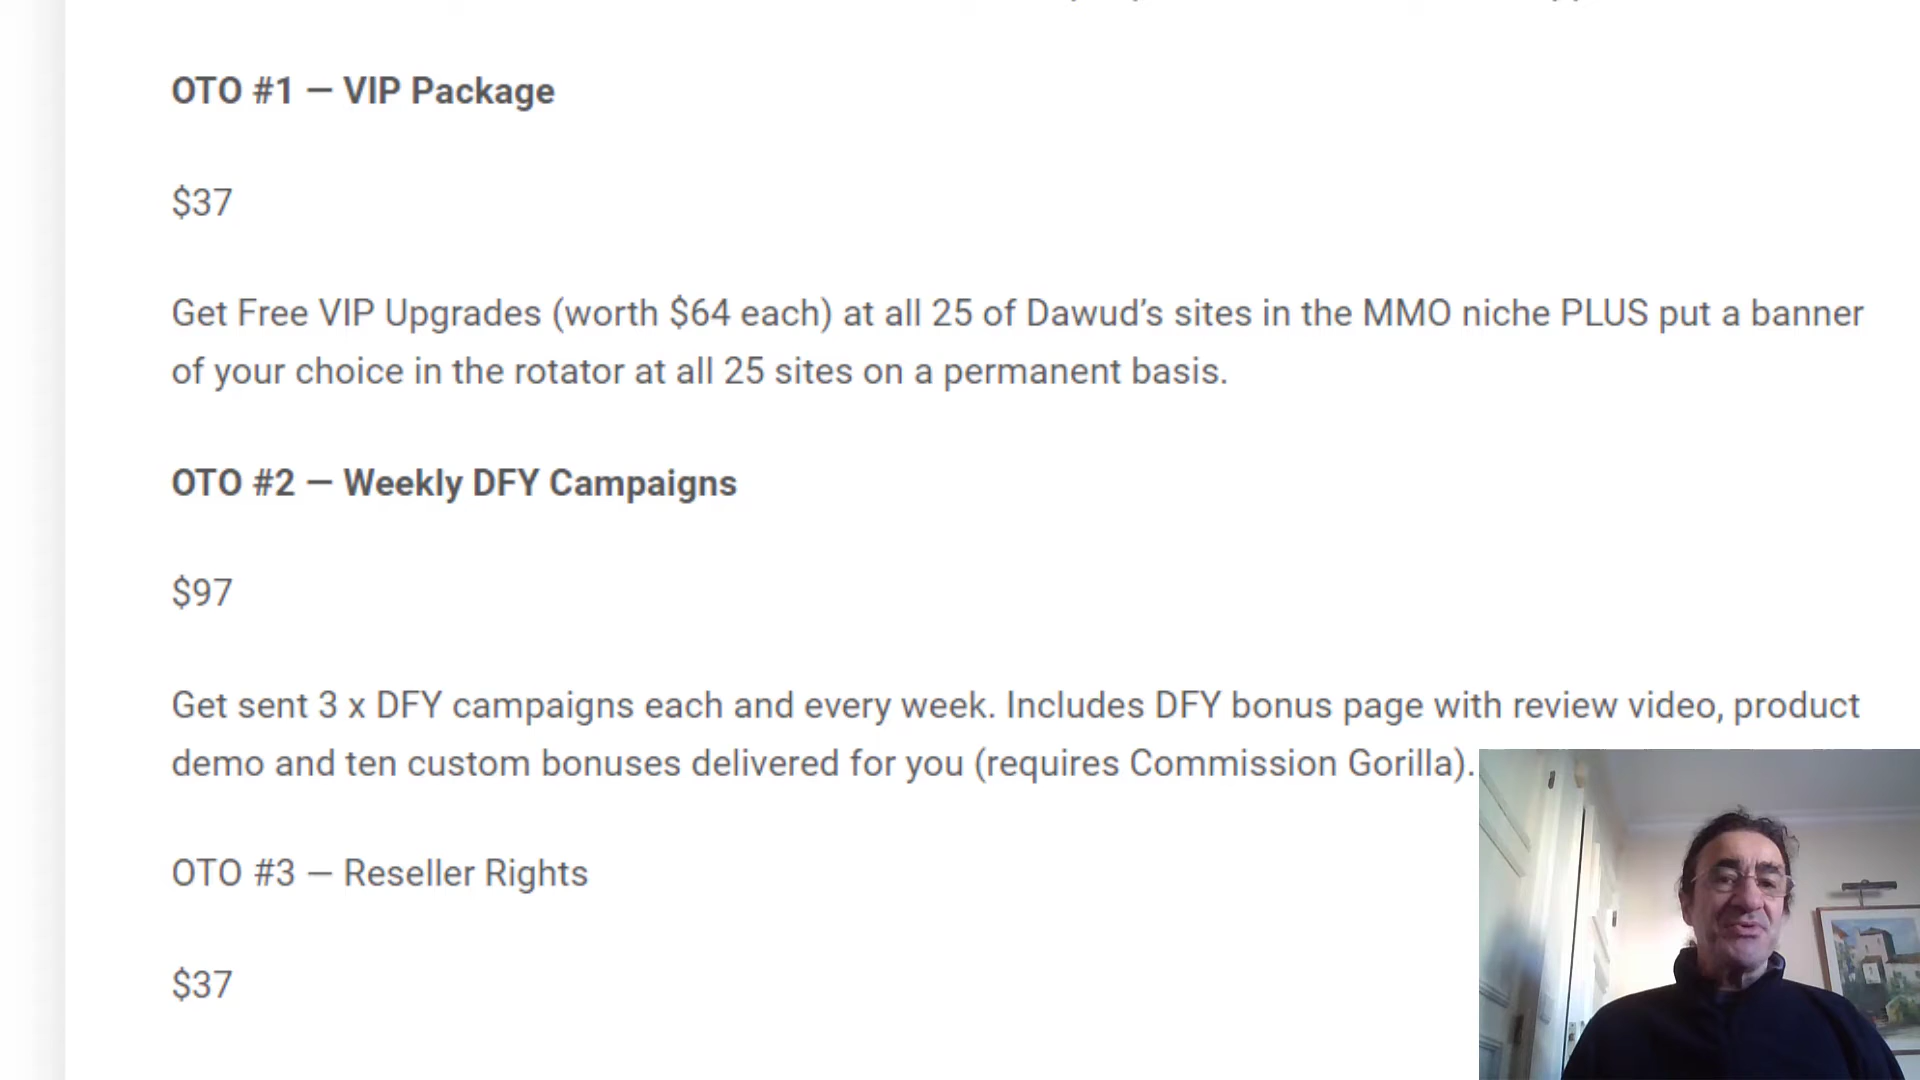 OTO #1 — VIP Package
$37
Get Free VIP Upgrades (worth $64 each) at all 25 of Dawud’s sites in the MMO niche PLUS put a banner
of your choice in the rotator at all 25 sites on a permanent basis.
OTO #2 — Weekly DFY Campaigns
$97
Get sent 3 x DFY campaigns each and every week. Includes DFY bonus page with review video, product
demo and ten custom bonuses delivered for you (requires Commission Gorilla).
OTO #3 — Reseller Rights
$37